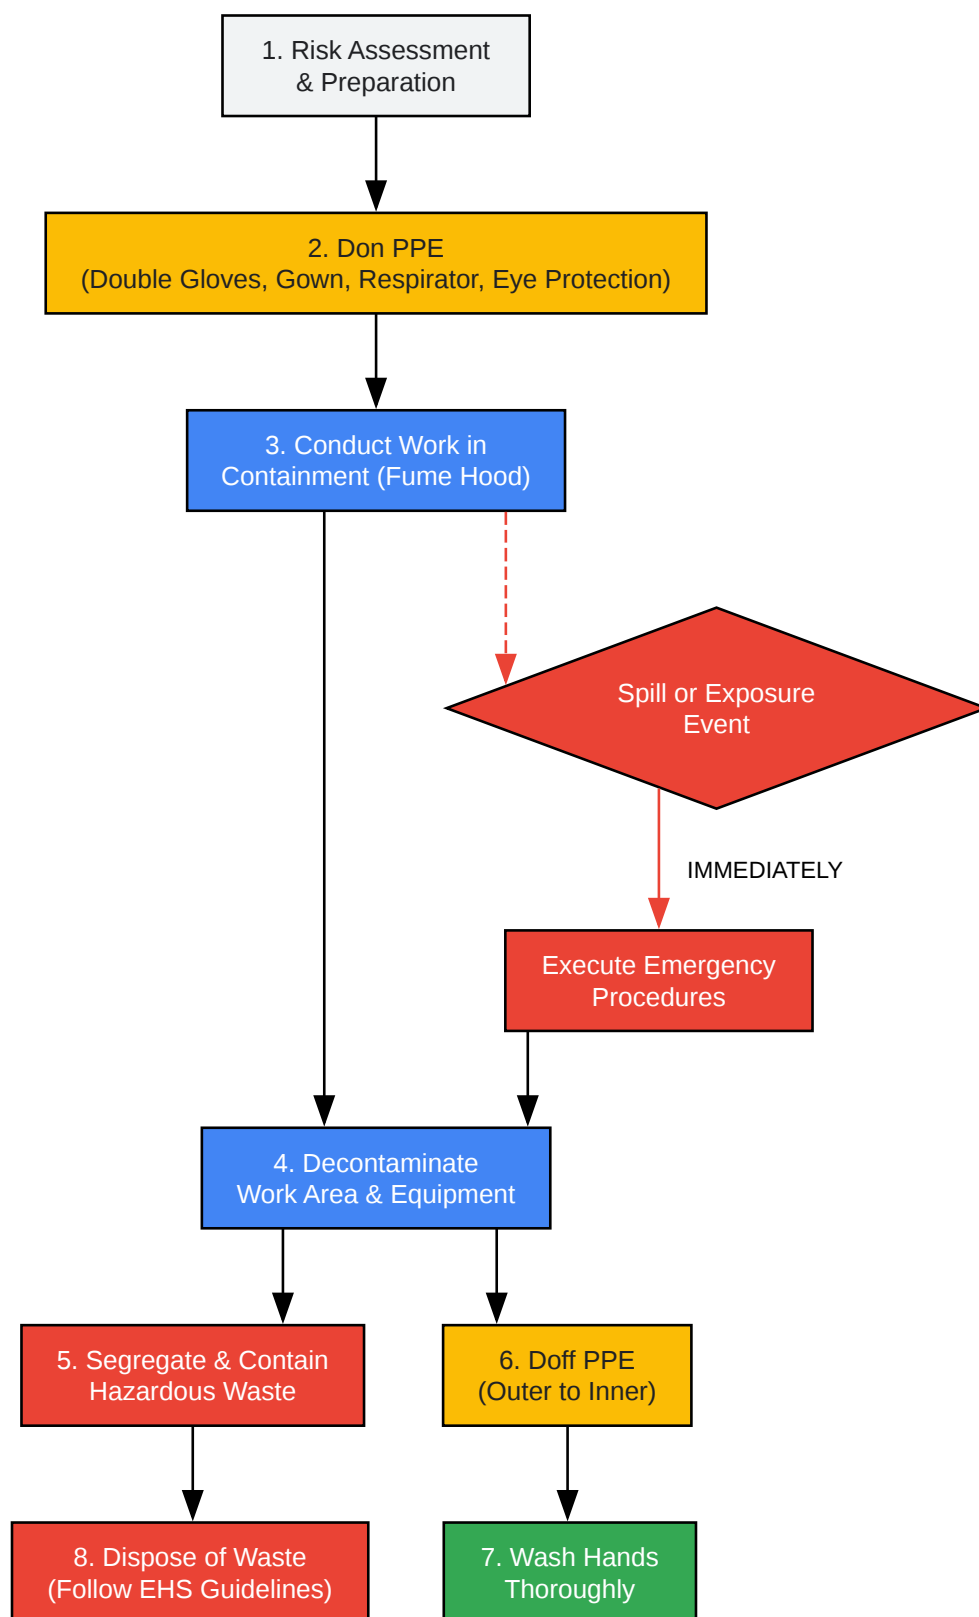 1. Risk Assessment
& Preparation
2. Don PPE
(Double Gloves, Gown, Respirator, Eye Protection)
3. Conduct Work in
Containment (Fume Hood)
Spill or Exposure
Event
IMMEDIATELY
Execute Emergency
Procedures
4. Decontaminate
Work Area & Equipment
5. Segregate & Contain
Hazardous Waste
6. Doff PPE
(Outer to Inner)
8. Dispose of Waste
(Follow EHS Guidelines)
7. Wash Hands
Thoroughly